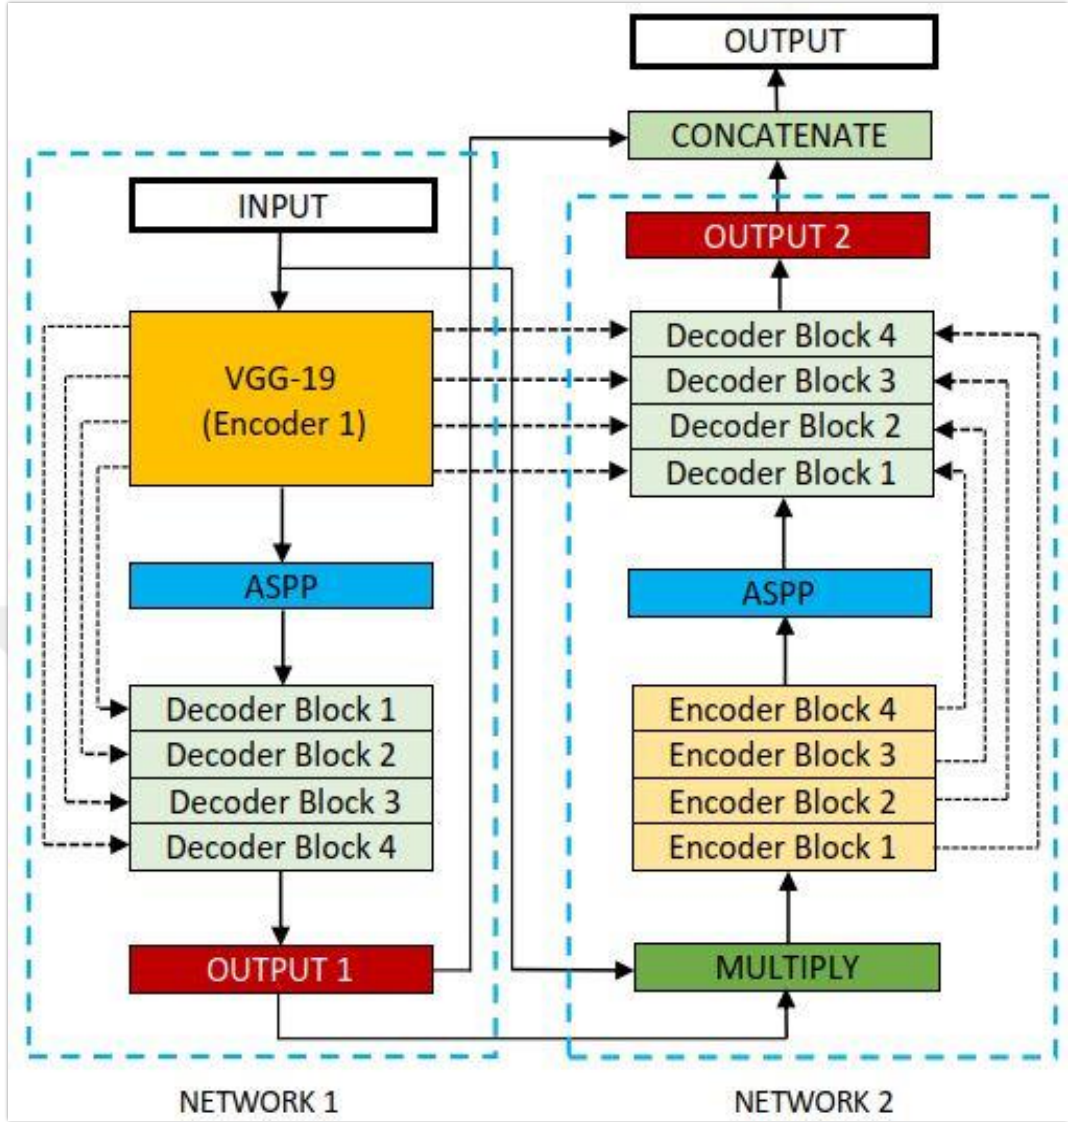 OUTPUT
CONCATENATE
INPUT
OUTPUT 2
VGG-19
(Encoder 1)
Decoder Block 4
Decoder Block 3
Decoder Block 2
Decoder Block 1
ASPP
ASPP
Decoder Block 1
Decoder Block 2
Decoder Block 3
Decoder Block 4
Encoder Block 4
Encoder Block 3
Encoder Block 2
Encoder Block 1
OUTPUT 1
MULTIPLY
NETWORK 1
NETWORK 2